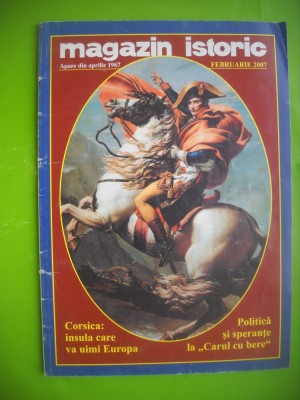 magazin istoric
Apare din aprilie 1967
FEBRUARIE 2007
Corsica:
insula care
va uimi Europa
Politică
și speranțe
la „Carul cu bere“